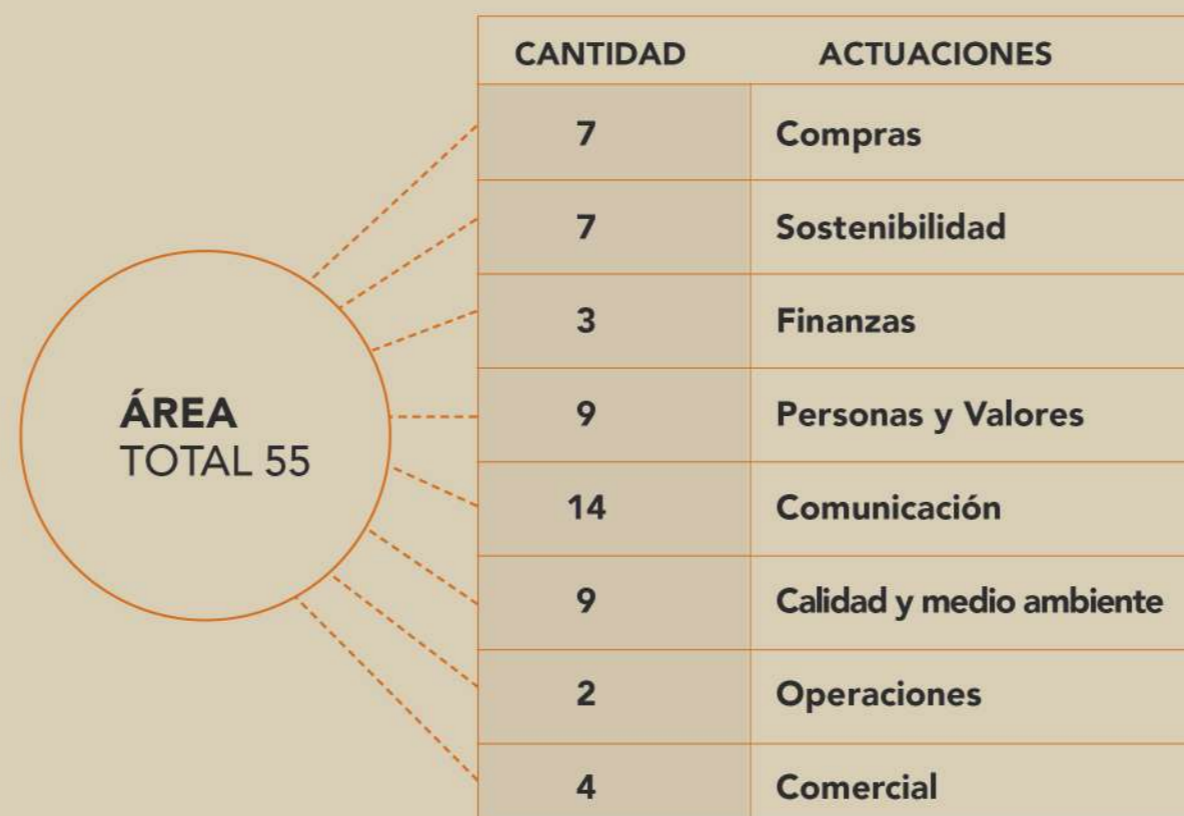 CANTIDAD ACTUACIONES
7 Compras
7 Sostenibilidad
3 Finanzas
9 Personas y Valores
14 Comunicación
9 Calidad y medio ambiente
2 Operaciones
4 Comercial
ÁREA
TOTAL 55